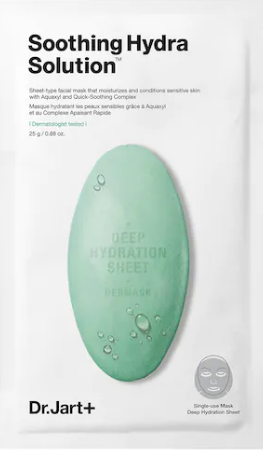 Soothing Hydra
Solution™
Sheet-type facial mask that moisturizes and conditions sensitive skin
with Aquaxyl and Quick-Soothing Complex
Masque hydratant les peaux sensibles grâce à Aquaxyl
et au Complexe Apaisant Rapide
( Dermatologist tested )
25 g / 0.88 oz.
DEEP
HYDRATION
SHEET
DERMASK
Dr.Jart+
Single-use Mask
Deep Hydration Sheet